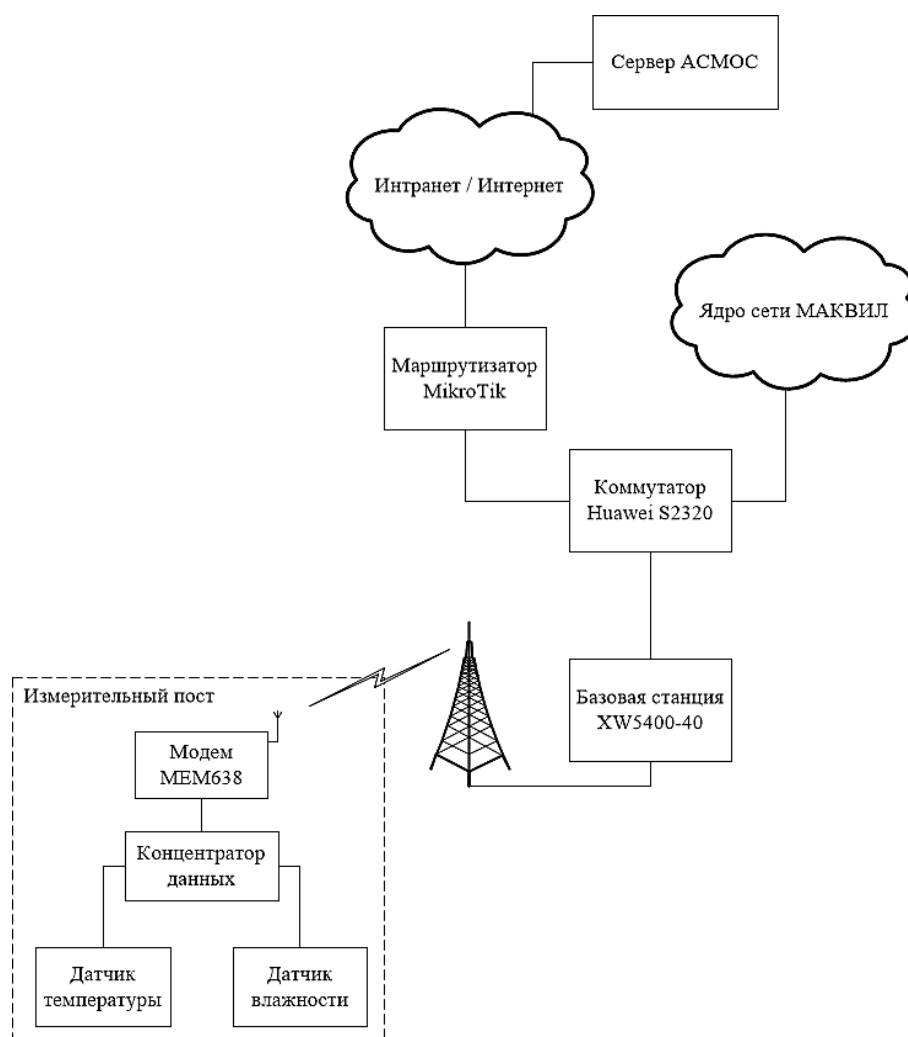 Сервер АСМОС
Интранет / Интернет
Ядро сети МАКВИЛ
Маршрутизатор
MikroTik
Коммутатор
Huawei S2320
Измерительный пост
Базовая станция
XW5400-40
Модем
МЕМ638
Концентратор
данных
Датчик
температуры
Датчик
влажности